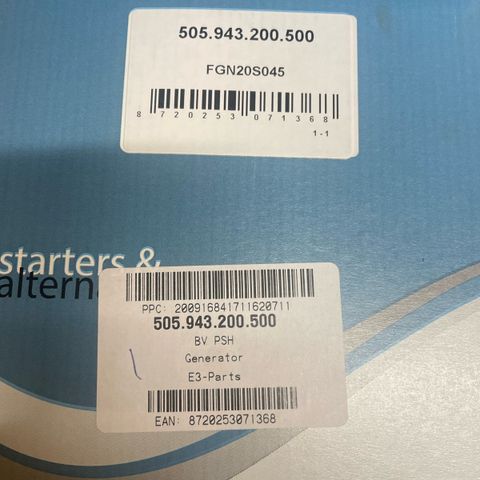 505.943.200.500
FGN20S045
8 720253 071368
1-1
starters &
altern
PPC: 200916841711620711
505.943.200.500
BV PSH
Generator
E3-Parts
EAN: 8720253071368